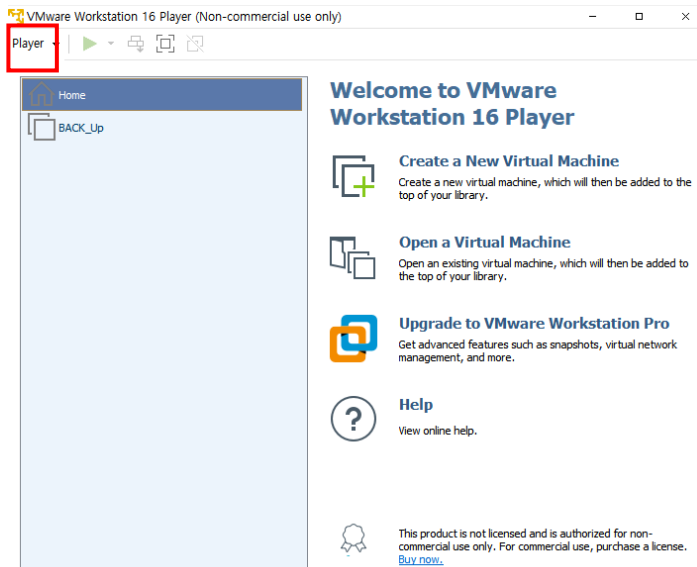 VMware Workstation 16 Player (Non-commercial use only)
Player
Home
BACK_Up
Welcome to VMware
Workstation 16 Player
Create a New Virtual Machine
Create a new virtual machine, which will then be added to the
top of your library.
Open a Virtual Machine
Open an existing virtual machine, which will then be added to
the top of your library.
Upgrade to VMware Workstation Pro
Get advanced features such as snapshots, virtual network
management, and more.
Help
View online help.
This product is not licensed and is authorized for non-
commercial use only. For commercial use, purchase a license.
Buy now.